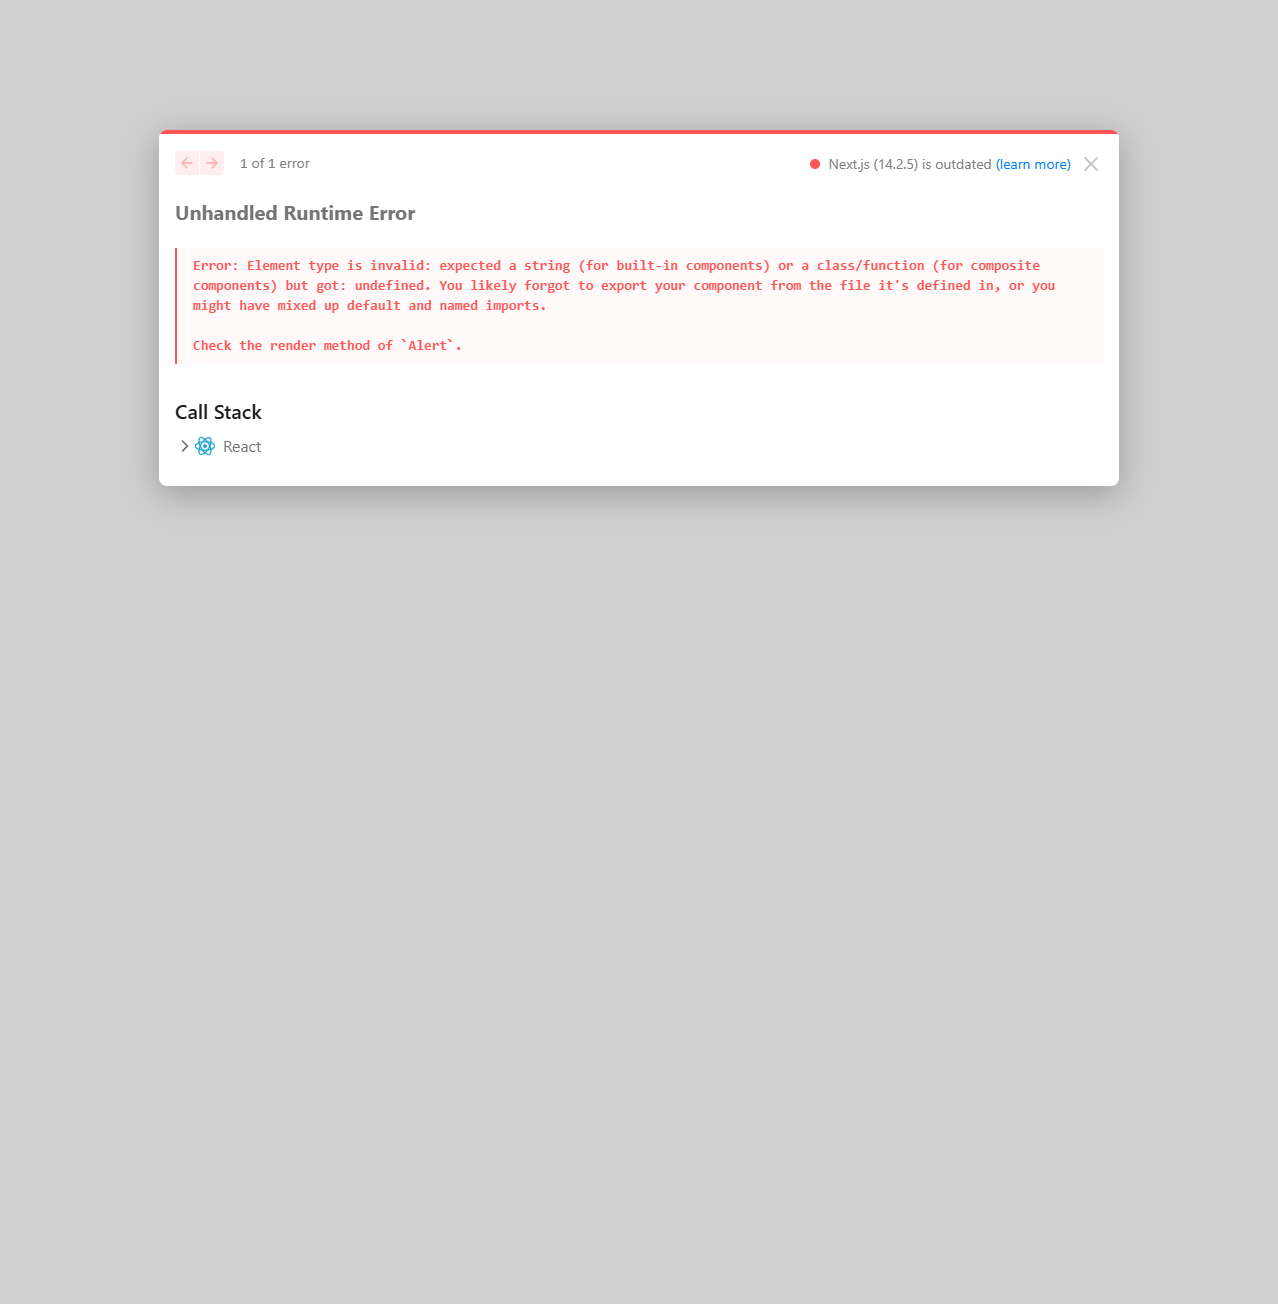 1 of 1 error
Next.js (14.2.5) is outdated (learn more)
Unhandled Runtime Error
Error: Element type is invalid: expected a string (for built-in components) or a class/function (for composite
components) but got: undefined. You likely forgot to export your component from the file it's defined in, or you
might have mixed up default and named imports.
Check the render method of `Alert`.
Call Stack
React